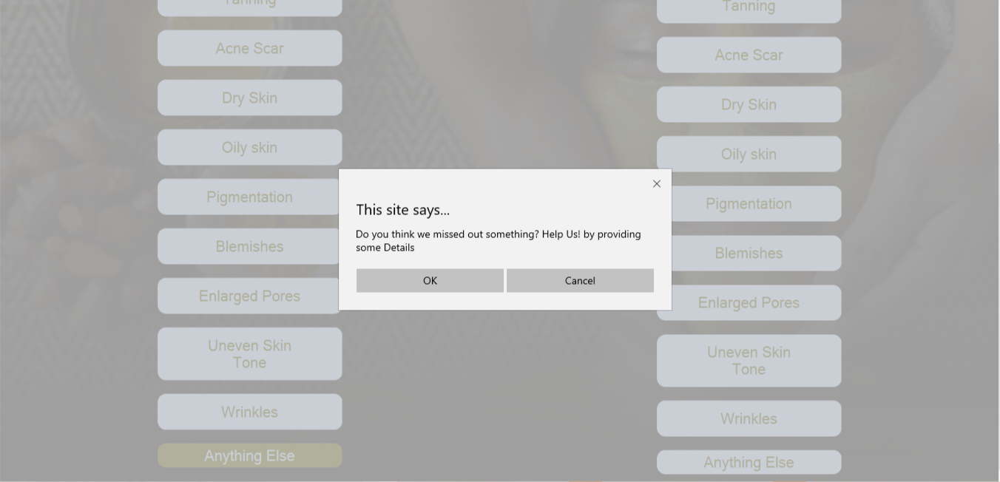 Tanning
Acne Scar
Dry Skin
Oily skin
Pigmentation
Blemishes
Enlarged Pores
Uneven Skin
Tone
Wrinkles
Anything Else
This site says...
Do you think we missed out something? Help Us! by providing
some Details
OK
Cancel
Tanning
Acne Scar
Dry Skin
Oily skin
Pigmentation
Blemishes
Enlarged Pores
Uneven Skin
Tone
Wrinkles
Anything Else